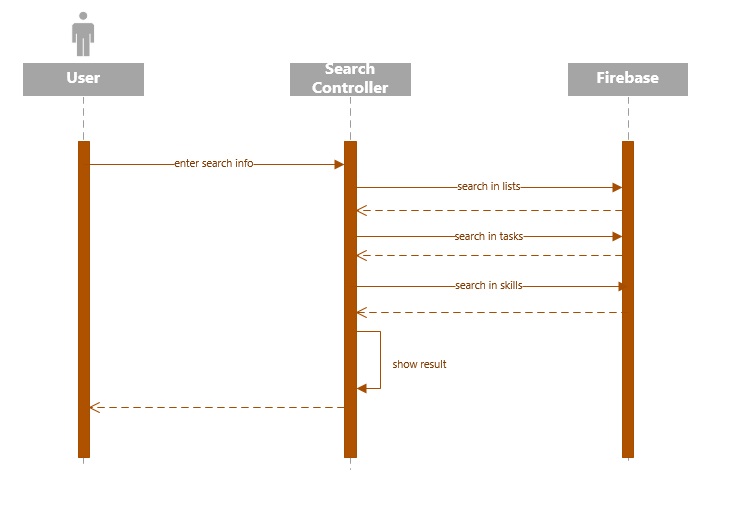 User
Search
Controller
Firebase
enter search info
search in lists
search in tasks
search in skills
show result